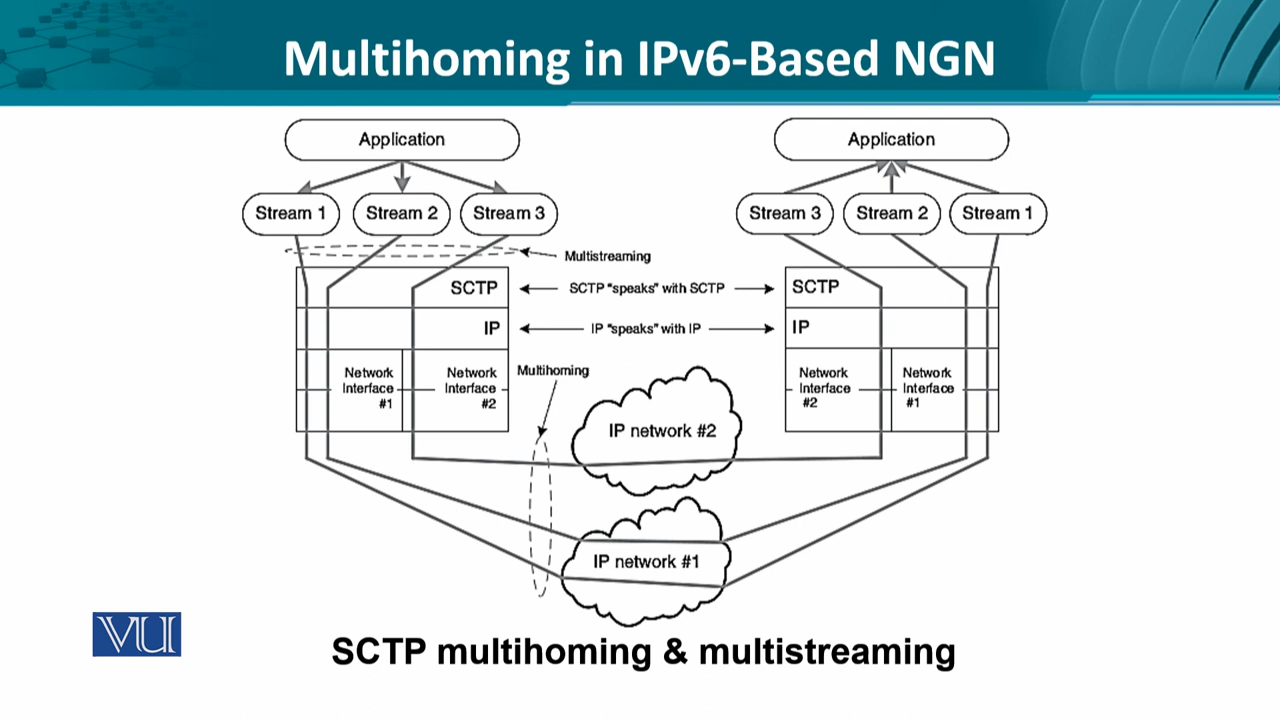 Multihoming in IPv6-Based NGN
Application
Application
Stream 1
Stream 2
Stream 3
Stream 3
Stream 2
Stream 1
Multistreaming
SCTP
SCTP "speaks" with SCTP
SCTP
IP
IP "speaks" with IP
IP
Network
Interface
#1
Network
Interface
#2
Multihoming
Network
Interface
#2
Network
Interface
#1
IP network #2
IP network #1
VU
SCTP multihoming & multistreaming